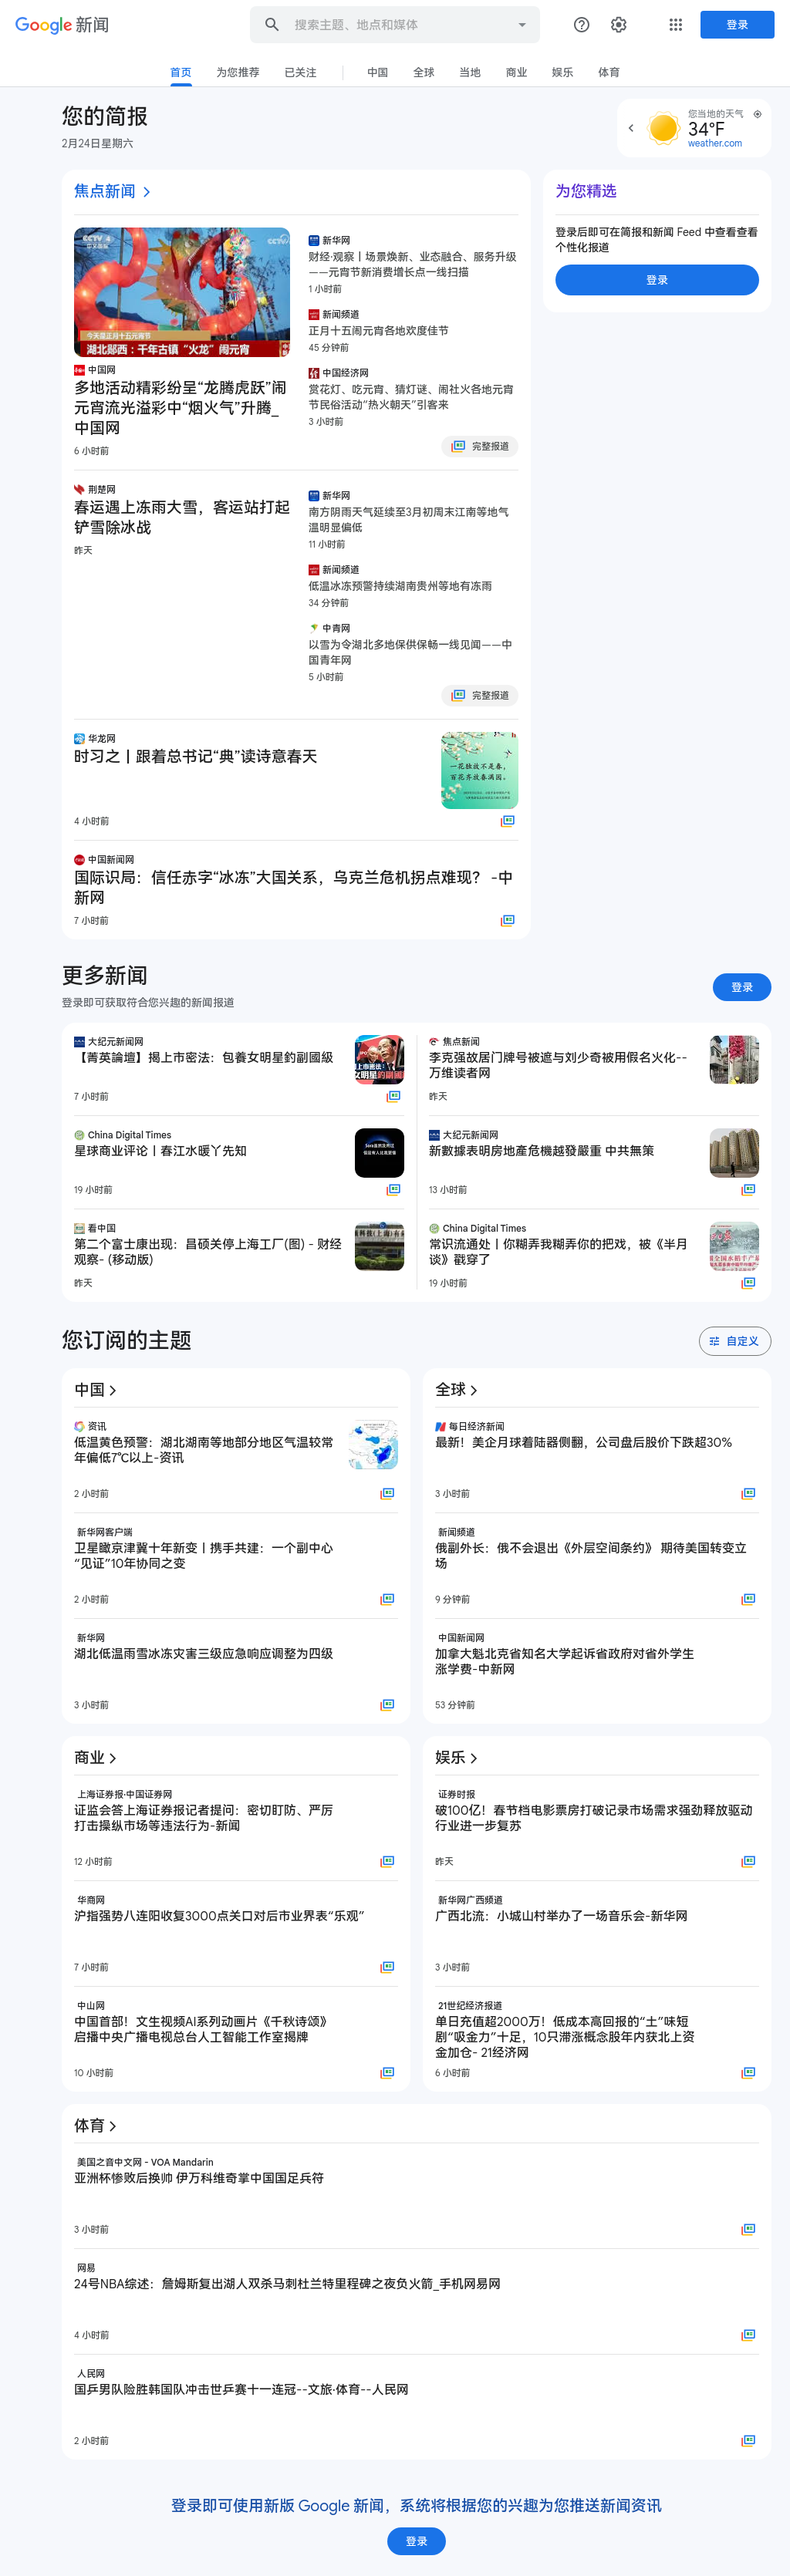 Google 新闻
搜索主题、地点和媒体
登录
首页
为您推荐
已关注
中国
全球
当地
商业
娱乐
体育
您的简报
2月24日星期六
您当地的天气
34°F
weather.com
焦点新闻
CCTV
今天是正月十五元宵节
湖北郧西：千年古镇“火龙”闹元宵
中国网
多地活动精彩纷呈“龙腾虎跃”闹
元宵流光溢彩中“烟火气”升腾_
中国网
6 小时前
新华网
财经·观察丨场景焕新、业态融合、服务升级
——元宵节新消费增长点一线扫描
1 小时前
新闻频道
正月十五闹元宵各地欢度佳节
45 分钟前
中国经济网
赏花灯、吃元宵、猜灯谜、闹社火各地元宵
节民俗活动“热火朝天”引客来
3 小时前
完整报道
荆楚网
春运遇上冻雨大雪，客运站打起
铲雪除冰战
昨天
新华网
南方阴雨天气延续至3月初周末江南等地气
温明显偏低
11 小时前
新闻频道
低温冰冻预警持续湖南贵州等地有冻雨
34 分钟前
中青网
以雪为令湖北多地保供保畅一线见闻——中
国青年网
5 小时前
完整报道
华龙网
时习之丨跟着总书记“典”读诗意春天
4 小时前
一花独放不是春，
百花齐放春满园。
中国新闻网
国际识局：信任赤字“冰冻”大国关系，乌克兰危机拐点难现？ -中
新网
7 小时前
为您精选
登录后即可在简报和新闻 Feed 中查看查看
个性化报道
登录
更多新闻
登录即可获取符合您兴趣的新闻报道
登录
大纪元新闻网
【菁英論壇】揭上市密法：包養女明星釣副國級
7 小时前
焦点新闻
李克强故居门牌号被遮与刘少奇被用假名火化--
万维读者网
昨天
China Digital Times
星球商业评论丨春江水暖丫先知
19 小时前
大纪元新闻网
新數據表明房地產危機越發嚴重 中共無策
13 小时前
看中国
第二个富士康出现：昌硕关停上海工厂(图) - 财经
观察- (移动版)
昨天
China Digital Times
常识流通处丨你糊弄我糊弄你的把戏，被《半月
谈》戳穿了
19 小时前
您订阅的主题
自定义
中国
资讯
低温黄色预警：湖北湖南等地部分地区气温较常
年偏低7℃以上-资讯
2 小时前
新华网客户端
卫星瞰京津冀十年新变丨携手共建：一个副中心
“见证”10年协同之变
2 小时前
新华网
湖北低温雨雪冰冻灾害三级应急响应调整为四级
3 小时前
全球
每日经济新闻
最新！美企月球着陆器侧翻，公司盘后股价下跌超30%
3 小时前
新闻频道
俄副外长：俄不会退出《外层空间条约》 期待美国转变立
场
9 分钟前
中国新闻网
加拿大魁北克省知名大学起诉省政府对省外学生
涨学费-中新网
53 分钟前
商业
上海证券报·中国证券网
证监会答上海证券报记者提问：密切盯防、严厉
打击操纵市场等违法行为-新闻
12 小时前
华商网
沪指强势八连阳收复3000点关口对后市业界表“乐观”
7 小时前
中山网
中国首部！文生视频AI系列动画片《千秋诗颂》
启播中央广播电视总台人工智能工作室揭牌
10 小时前
娱乐
证券时报
破100亿！春节档电影票房打破记录市场需求强劲释放驱动
行业进一步复苏
昨天
新华网广西频道
广西北流：小城山村举办了一场音乐会-新华网
3 小时前
21世纪经济报道
单日充值超2000万！低成本高回报的“土”味短
剧“吸金力”十足，10只滞涨概念股年内获北上资
金加仓- 21经济网
6 小时前
体育
美国之音中文网 - VOA Mandarin
亚洲杯惨败后换帅 伊万科维奇掌中国国足兵符
3 小时前
网易
24号NBA综述：詹姆斯复出湖人双杀马刺杜兰特里程碑之夜负火箭_手机网易网
4 小时前
人民网
国乒男队险胜韩国队冲击世乒赛十一连冠--文旅·体育--人民网
2 小时前
登录即可使用新版 Google 新闻，系统将根据您的兴趣为您推送新闻资讯
登录